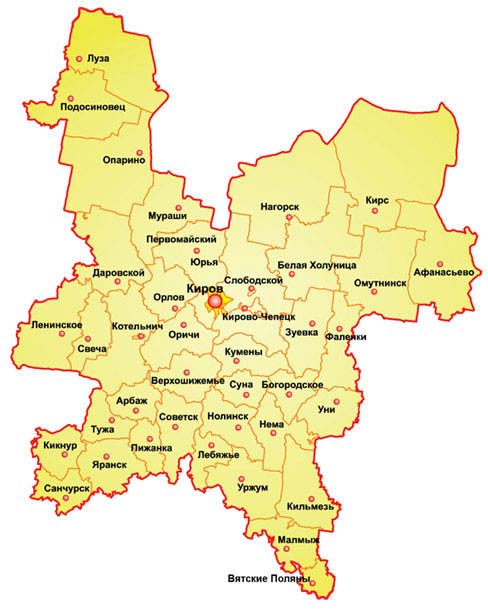 Луза
Подосиновец
Опарино
Мураши
Нагорск
Кирс
Первомайский
Юрья
Белая Холуница
Афанасьево
Даровской
Слободской
Омутнинск
Киров
Орлов
Кирово-Чепецк
Ленинское
Котельнич
Оричи
Зуевка
Фаленки
Свеча
Кумены
Верхошижемье
Суна
Богородское
Арбаж
Уни
Тужа
Советск
Нолинск
Нема
Кикнур
Пижанка
Лебяжье
Яранск
Санчурск
Уржум
Кильмезь
Малмыж
Вятские Поляны